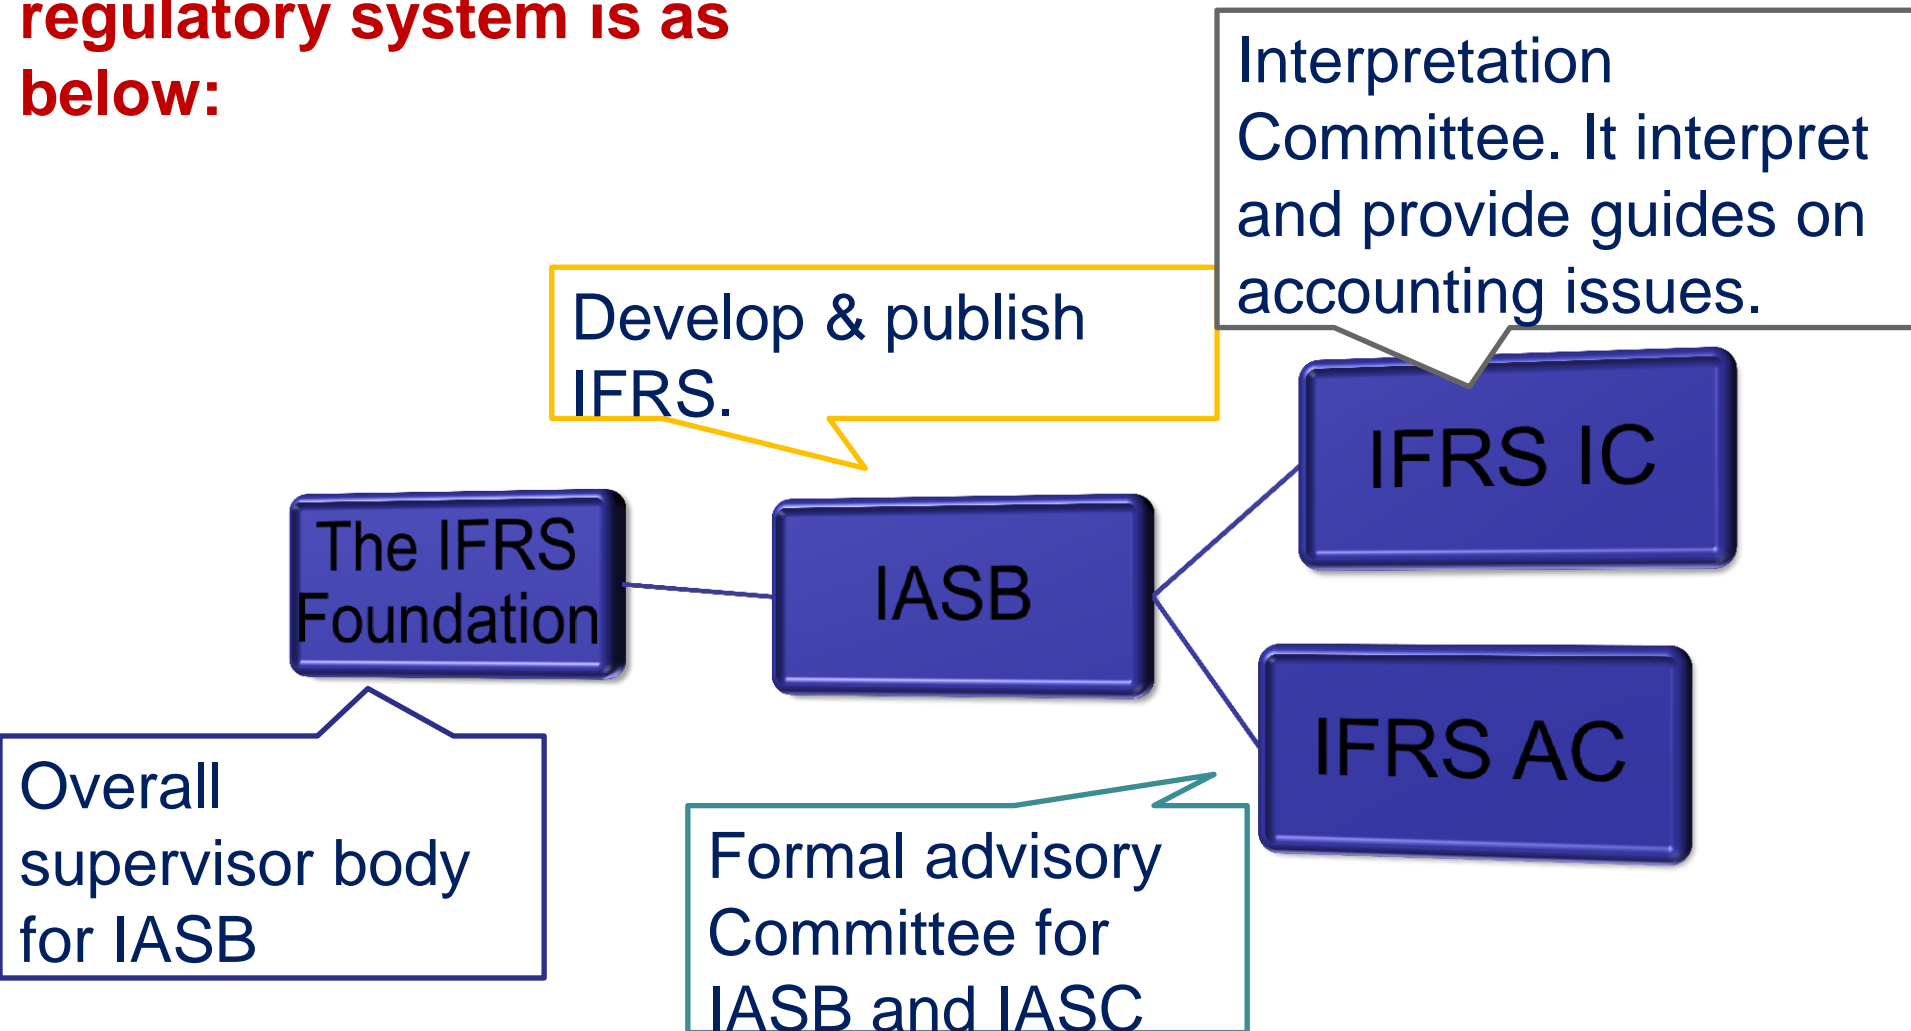 regulatory system is as
below:
Interpretation
Committee. It interpret
and provide guides on
accounting issues.
Develop & publish
IFRS.
IFRS IC
The IFRS
Foundation
IASB
IFRS AC
Overall
supervisor body
for IASB
Formal advisory
Committee for
IASB and IASC